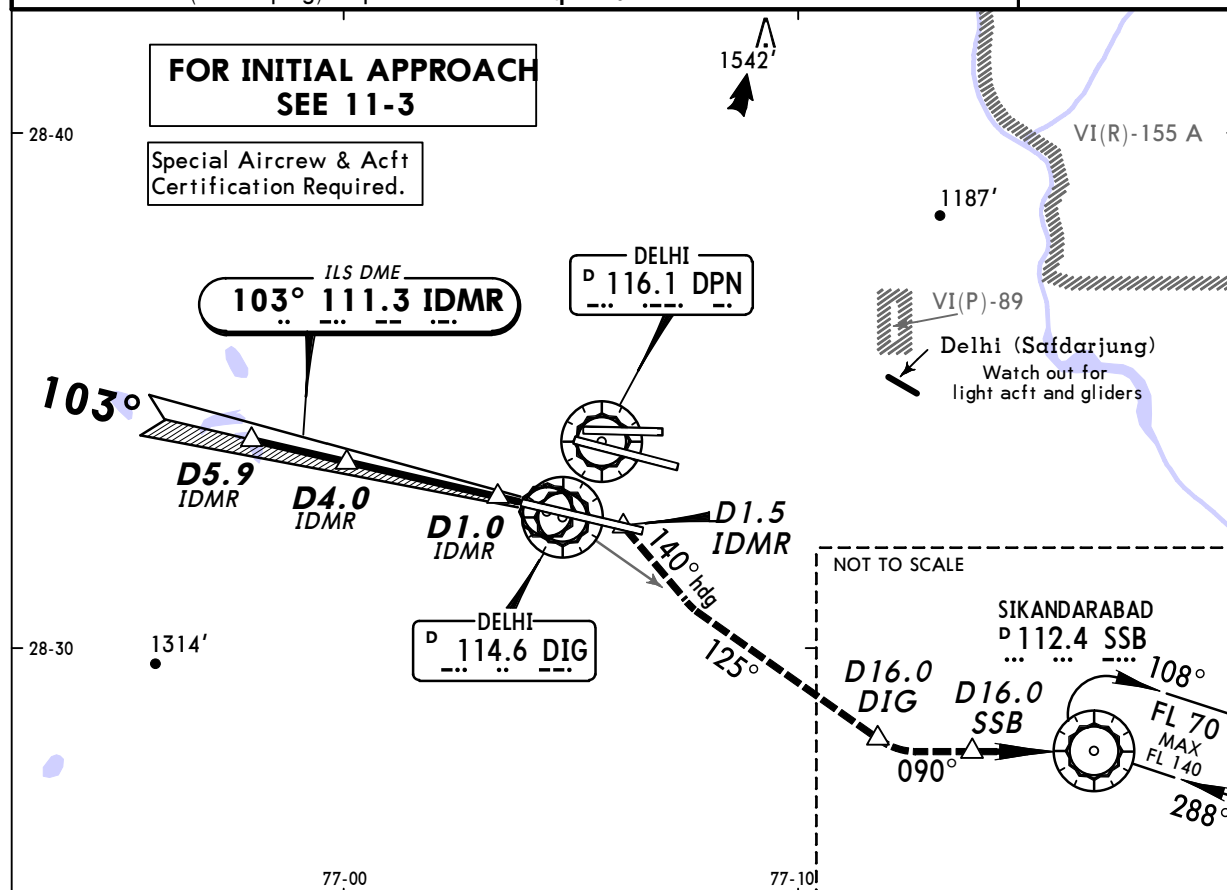 FOR INITIAL APPROACH
SEE 11-3
1542'
28-40
VI(R)-155 A
Special Aircrew & Acft
Certification Required.
1187'
DELHI
D 116.1 DPN
ILS DME
103° 111.3 IDMR
VI(P)-89
Delhi (Safdarjung)
Watch out for
light acft and gliders
103°
D5.9
IDMR
D4.0
IDMR
D1.0
IDMR
D1.5
IDMR
140° hdg
NOT TO SCALE
DELHI
D 114.6 DIG
SIKANDARABAD
D 112.4 SSB
1314'
28-30
125°
D16.0
DIG
D16.0
SSB
108°
FL 70
MAX
FL 140
090°
288°
77-00
77-10